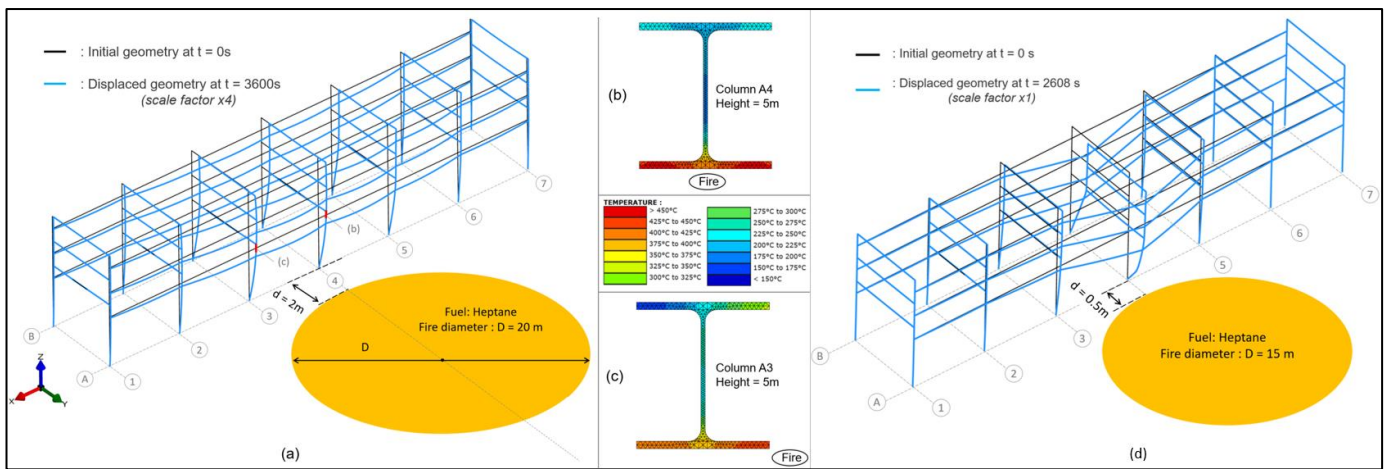 : Initial geometry at t = 0s
: Displaced geometry at t = 3600s
(scale factor x4)
7
6
(b)
5
(c)
4
d = 2m
3
B
2
A
1
Z
X
Y
Fuel: Heptane
Fire diameter : D = 20 m
D
(a)
(b)
Column A4
Height = 5m
Fire
TEMPERATURE :
> 450°C
425°C to 450°C
400°C to 425°C
375°C to 400°C
350°C to 375°C
325°C to 350°C
300°C to 325°C
275°C to 300°C
250°C to 275°C
225°C to 250°C
200°C to 225°C
175°C to 200°C
150°C to 175°C
< 150°C
Column A3
Height = 5m
(c)
Fire
: Initial geometry at t = 0 s
: Displaced geometry at t = 2608 s
(scale factor x1)
7
6
5
d = 0.5m
3
B
2
A
1
Fuel: Heptane
Fire diameter : D = 15 m
(d)